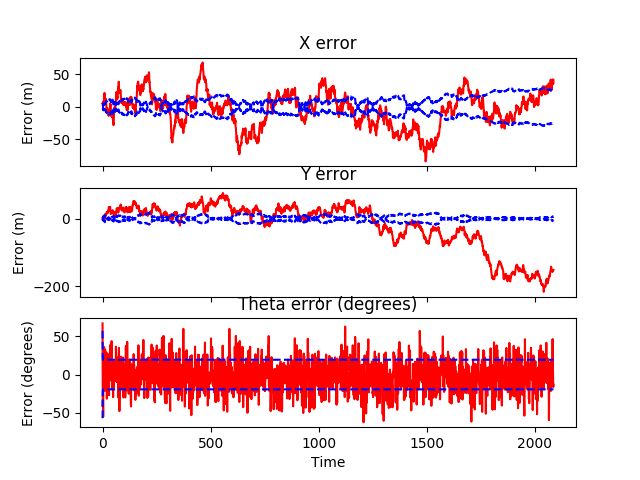 X error
50
0
−50
Error (m)
Y error
0
−200
Error (m)
Theta error (degrees)
50
0
−50
Error (degrees)
0 500 1000 1500 2000
Time